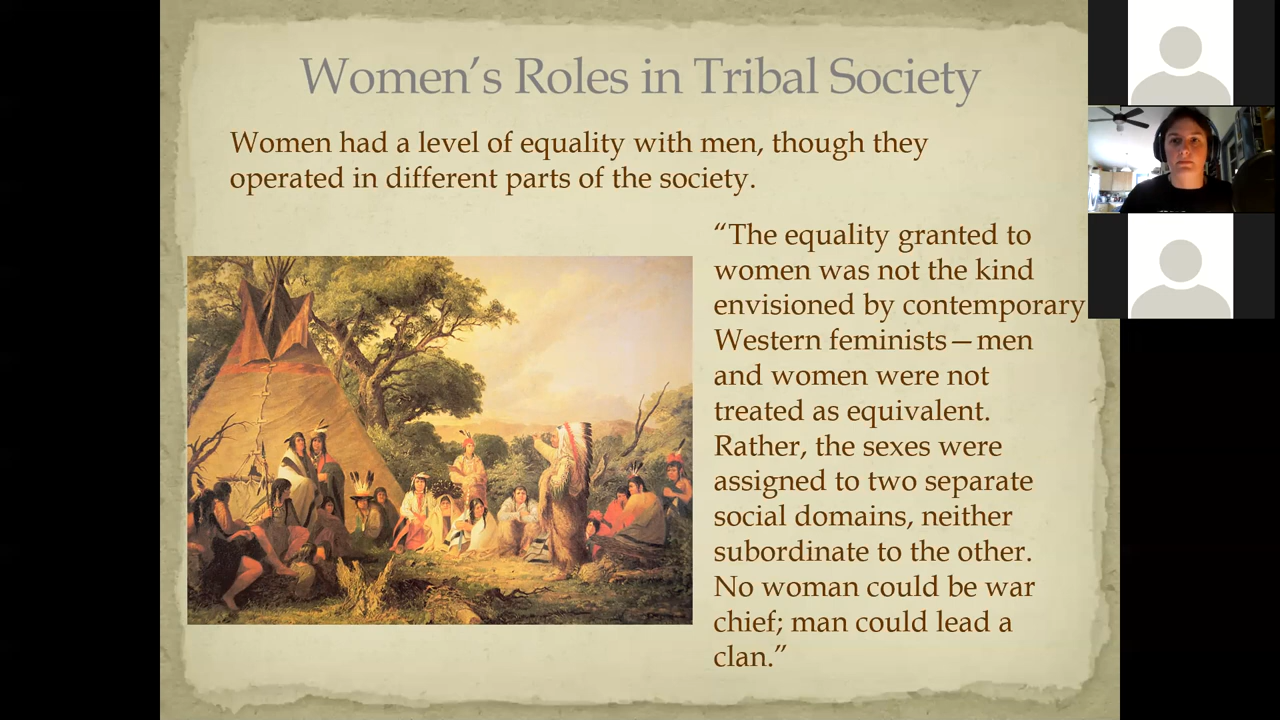 Women’s Roles in Tribal Society
Women had a level of equality with men, though they
operated in different parts of the society.
“The equality granted to
women was not the kind
envisioned by contemporary
Western feminists—men
and women were not
treated as equivalent.
Rather, the sexes were
assigned to two separate
social domains, neither
subordinate to the other.
No woman could be war
chief; man could lead a
clan.”